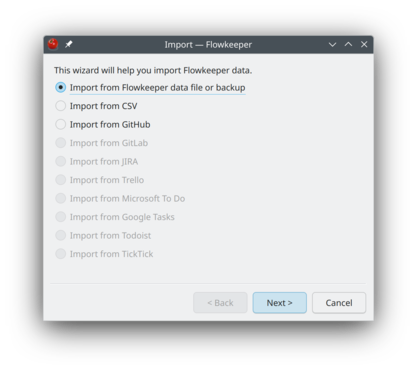 Import — Flowkeeper
This wizard will help you import Flowkeeper data.
Import from Flowkeeper data file or backup
Import from CSV
Import from GitHub
Import from GitLab
Import from JIRA
Import from Trello
Import from Microsoft To Do
Import from Google Tasks
Import from Todoist
Import from TickTick
< Back Next > Cancel